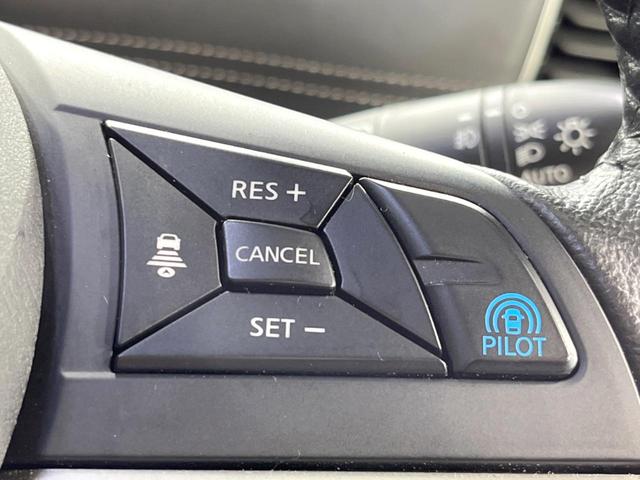 RES +
CANCEL
SET −
PILOT
AUTO